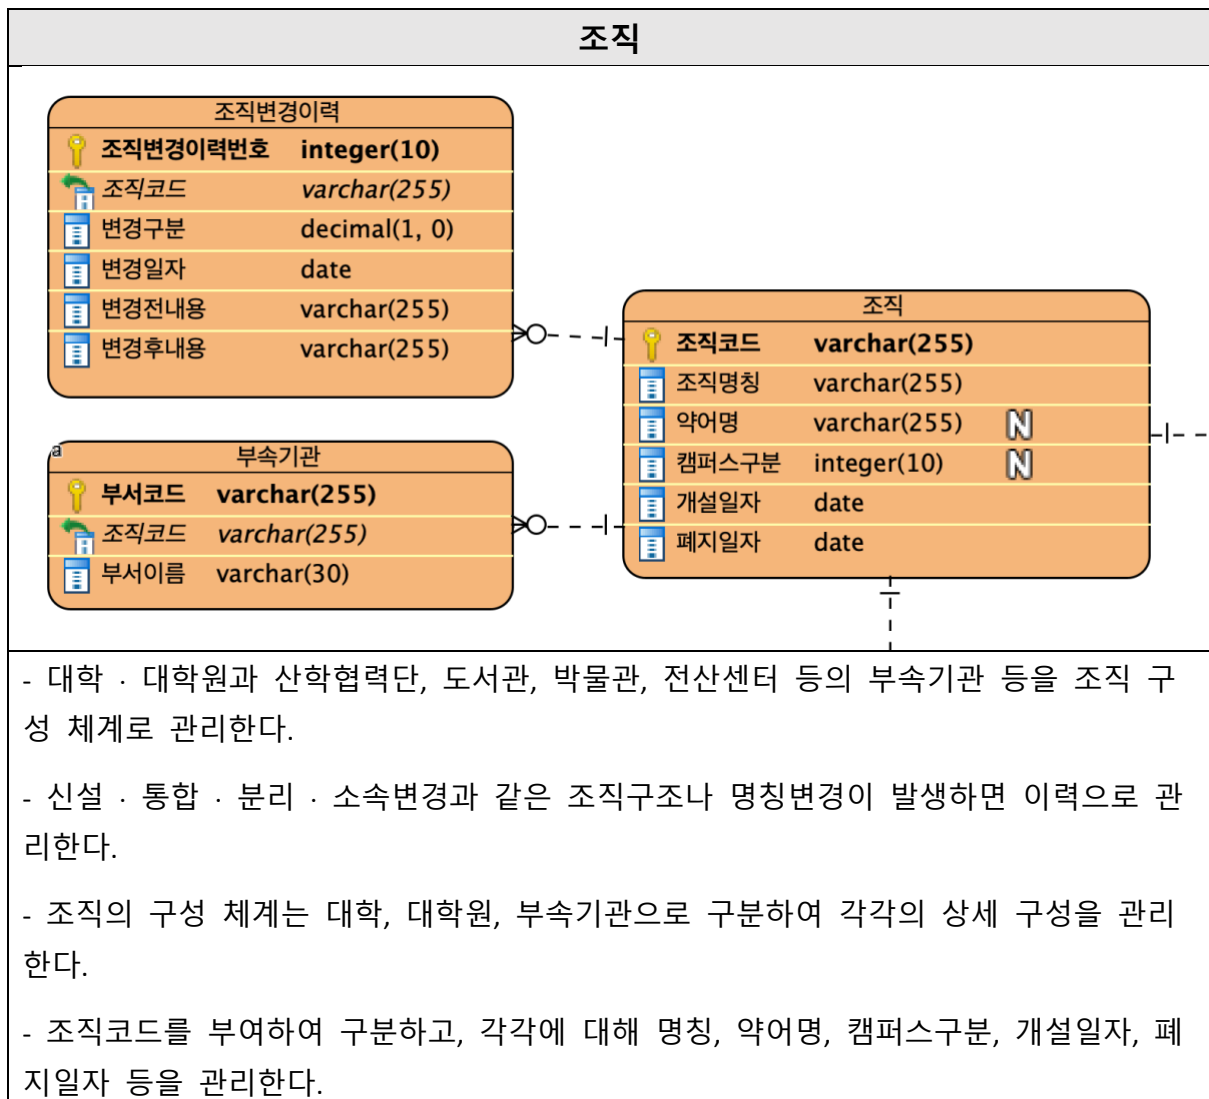 조직
조직변경이력
조직변경이력번호 integer(10)
조직코드 varchar(255)
변경구분 decimal(1, 0)
변경일자 date
변경전내용 varchar(255)
변경후내용 varchar(255)
조직
조직코드 varchar(255)
조직명칭 varchar(255)
약어명 varchar(255) N
캠퍼스구분 integer(10) N
개설일자 date
폐지일자 date
a
부속기관
부서코드 varchar(255)
조직코드 varchar(255)
부서이름 varchar(30)
- 대학 · 대학원과 산학협력단, 도서관, 박물관, 전산센터 등의 부속기관 등을 조직 구
성 체계로 관리한다.
- 신설 · 통합 · 분리 · 소속변경과 같은 조직구조나 명칭변경이 발생하면 이력으로 관
리한다.
- 조직의 구성 체계는 대학, 대학원, 부속기관으로 구분하여 각각의 상세 구성을 관리
한다.
- 조직코드를 부여하여 구분하고, 각각에 대해 명칭, 약어명, 캠퍼스구분, 개설일자, 폐
지일자 등을 관리한다.